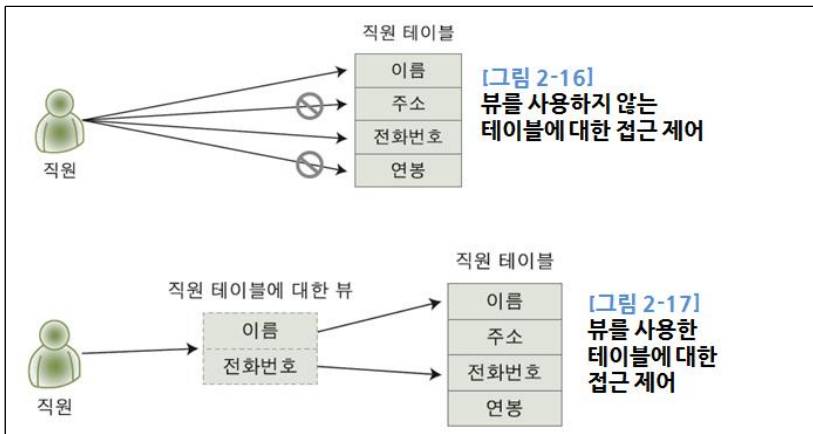 직원 테이블
이름
주소
전화번호
연봉
직원
[그림 2-16]
뷰를 사용하지 않는
테이블에 대한 접근 제어
직원 테이블
직원 테이블에 대한 뷰
이름
전화번호
이름
주소
전화번호
연봉
직원
[그림 2-17]
뷰를 사용한
테이블에 대한
접근 제어